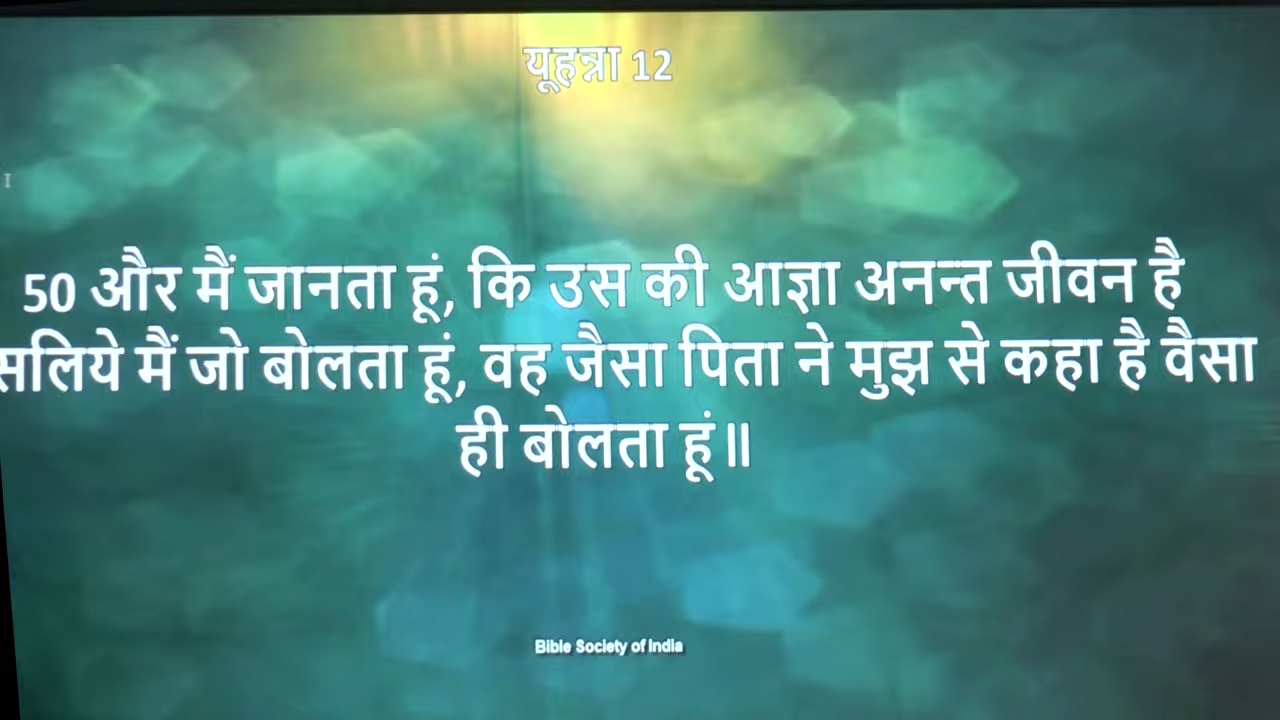 यूहन्ना 12
50 और मैं जानता हूं, कि उस की आज्ञा अनन्त जीवन है
सलिये मैं जो बोलता हूं, वह जैसा पिता ने मुझ से कहा है वैसा
ही बोलता हूं॥
Bible Society of India